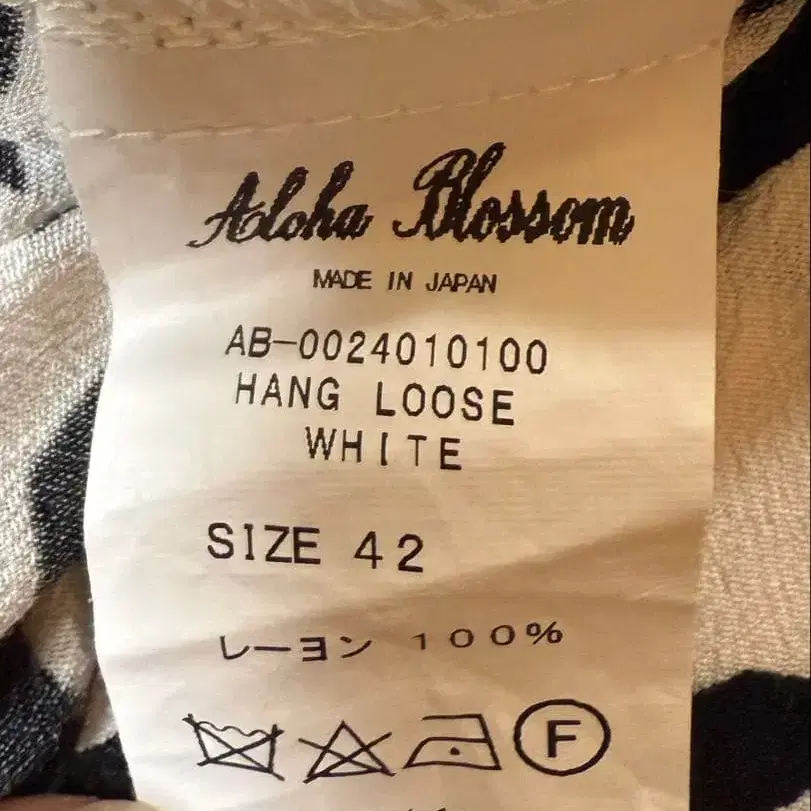 Aloha Blossom
MADE IN JAPAN
AB-0024010100
HANG LOOSE
WHITE
SIZE 42
レーヨン 100%
F